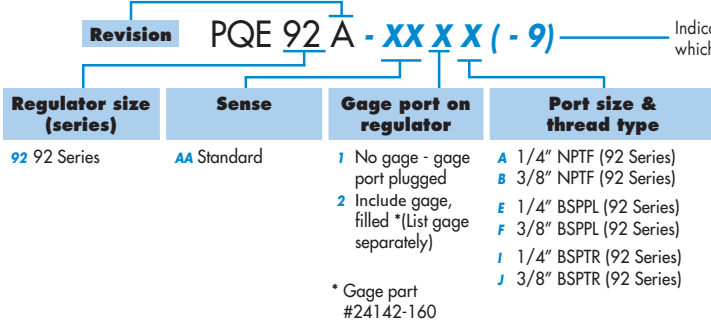 Revision PQE 92 A - XX X X ( - 9) Indica
which
Regulator size
(series)
92 92 Series
Sense
AA Standard
Gage port on
regulator
1 No gage - gage
port plugged
2 Include gage,
filled *(List gage
separately)
* Gage part
#24142-160
Port size &
thread type
A 1/4" NPTF (92 Series)
B 3/8" NPTF (92 Series)
E 1/4" BSPPL (92 Series)
F 3/8" BSPPL (92 Series)
I 1/4" BSPTR (92 Series)
J 3/8" BSPTR (92 Series)